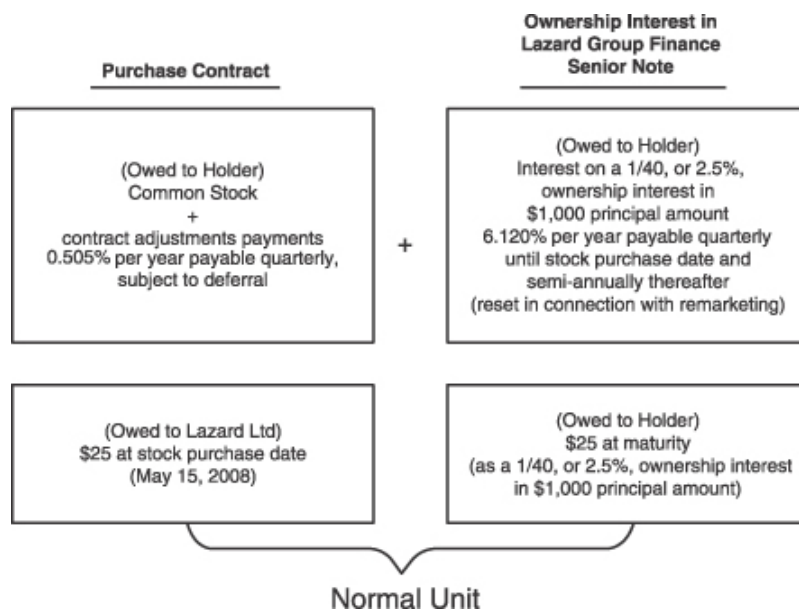 Purchase Contract
Ownership Interest in
Lazard Group Finance
Senior Note
(Owed to Holder)
Common Stock
+
contract adjustments payments
0.505% per year payable quarterly,
subject to deferral
+
(Owed to Holder)
Interest on a 1/40, or 2.5%,
ownership interest in
$1,000 principal amount
6.120% per year payable quarterly
until stock purchase date and
semi-annually thereafter
(reset in connection with remarketing)
(Owed to Lazard Ltd)
$25 at stock purchase date
(May 15, 2008)
(Owed to Holder)
$25 at maturity
(as a 1/40, or 2.5%, ownership interest
in $1,000 principal amount)
Normal Unit